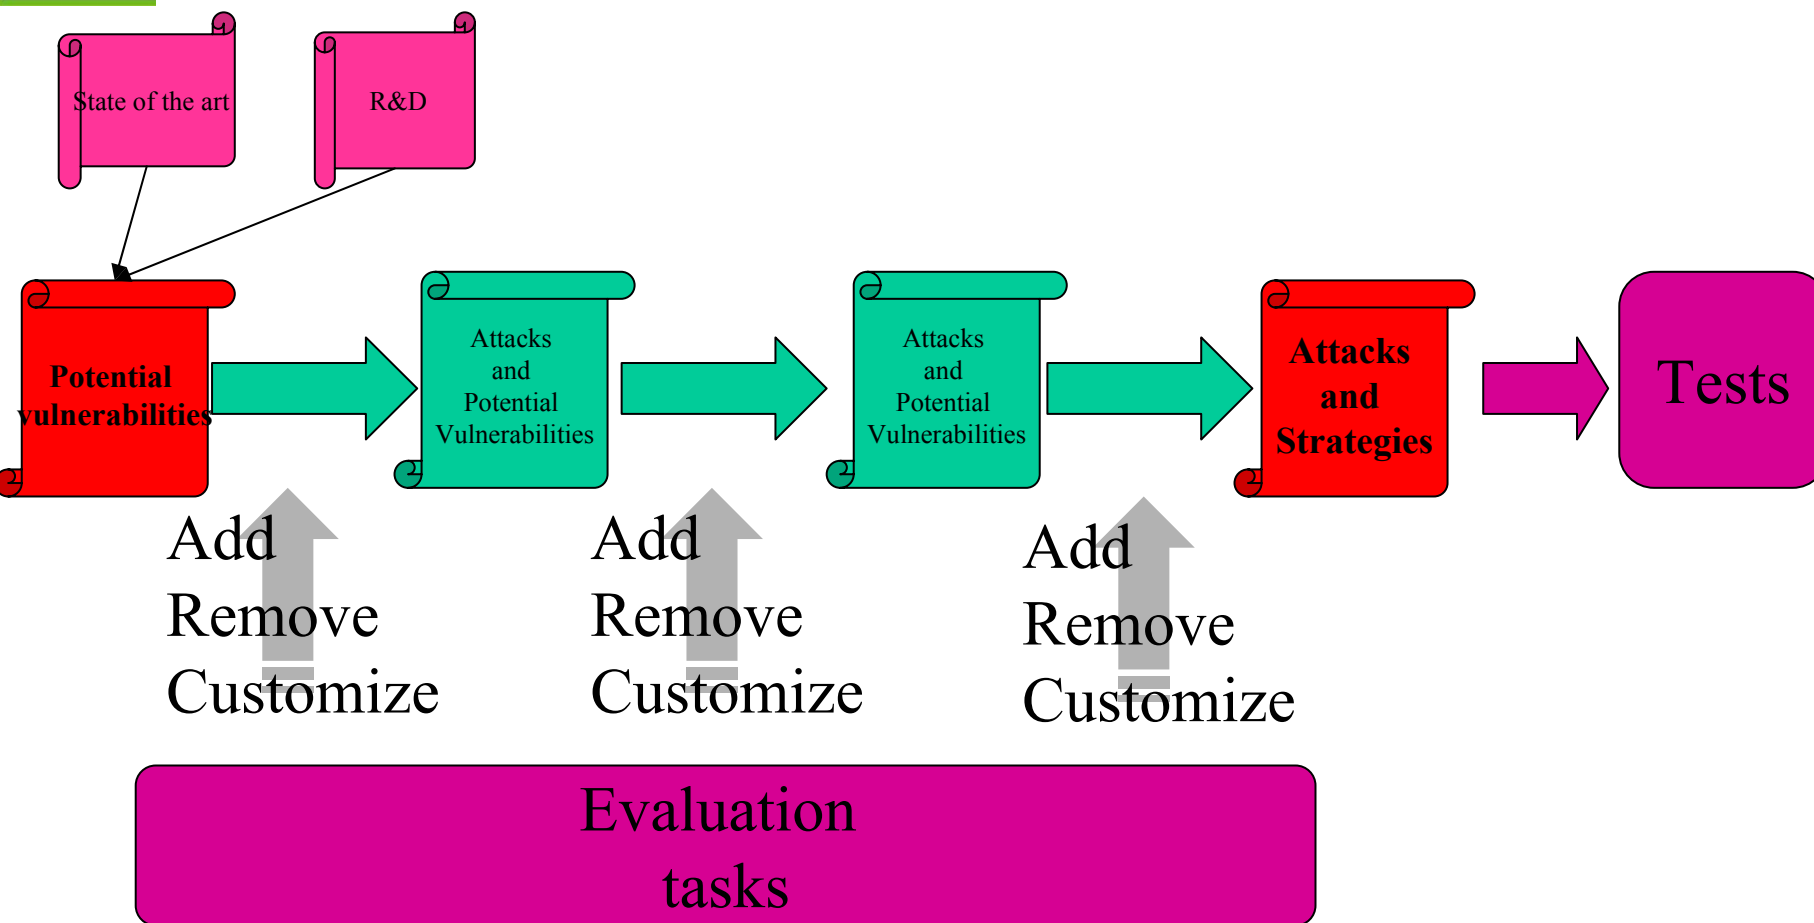 State of the art
R&D
Potential
vulnerabilities
Attacks
and
Potential
Vulnerabilities
Attacks
and
Potential
Vulnerabilities
Attacks
and
Strategies
Tests
Add
Remove
Customize
Add
Remove
Customize
Add
Remove
Customize
Evaluation
tasks